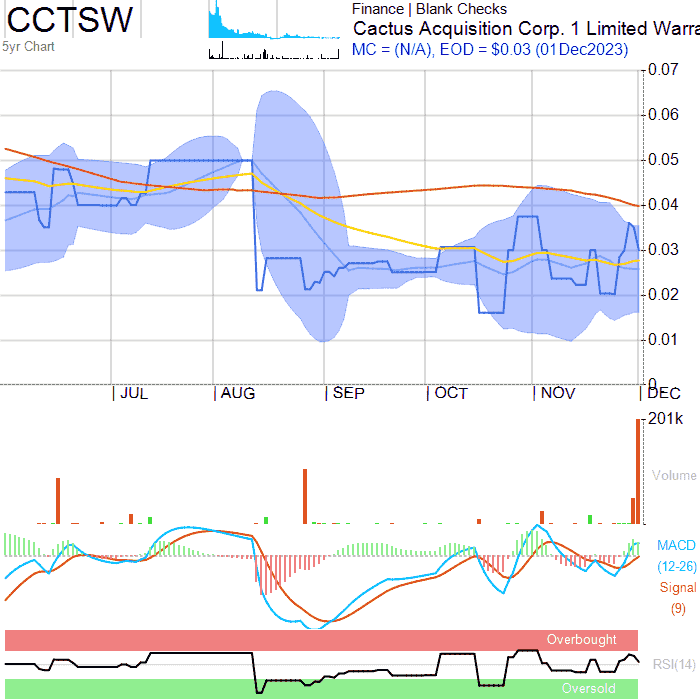 CCTSW
5yr Chart
Finance | Blank Checks
Cactus Acquisition Corp. 1 Limited Warra
MC = (N/A), EOD = $0.03 (01Dec2023)
0.07
0.06
0.05
0.04
0.03
0.02
0.01
0
JUL AUG SEP OCT NOV DEC
201k
Volume
MACD
(12-26)
Signal
(9)
Overbought
RSI(14)
Oversold